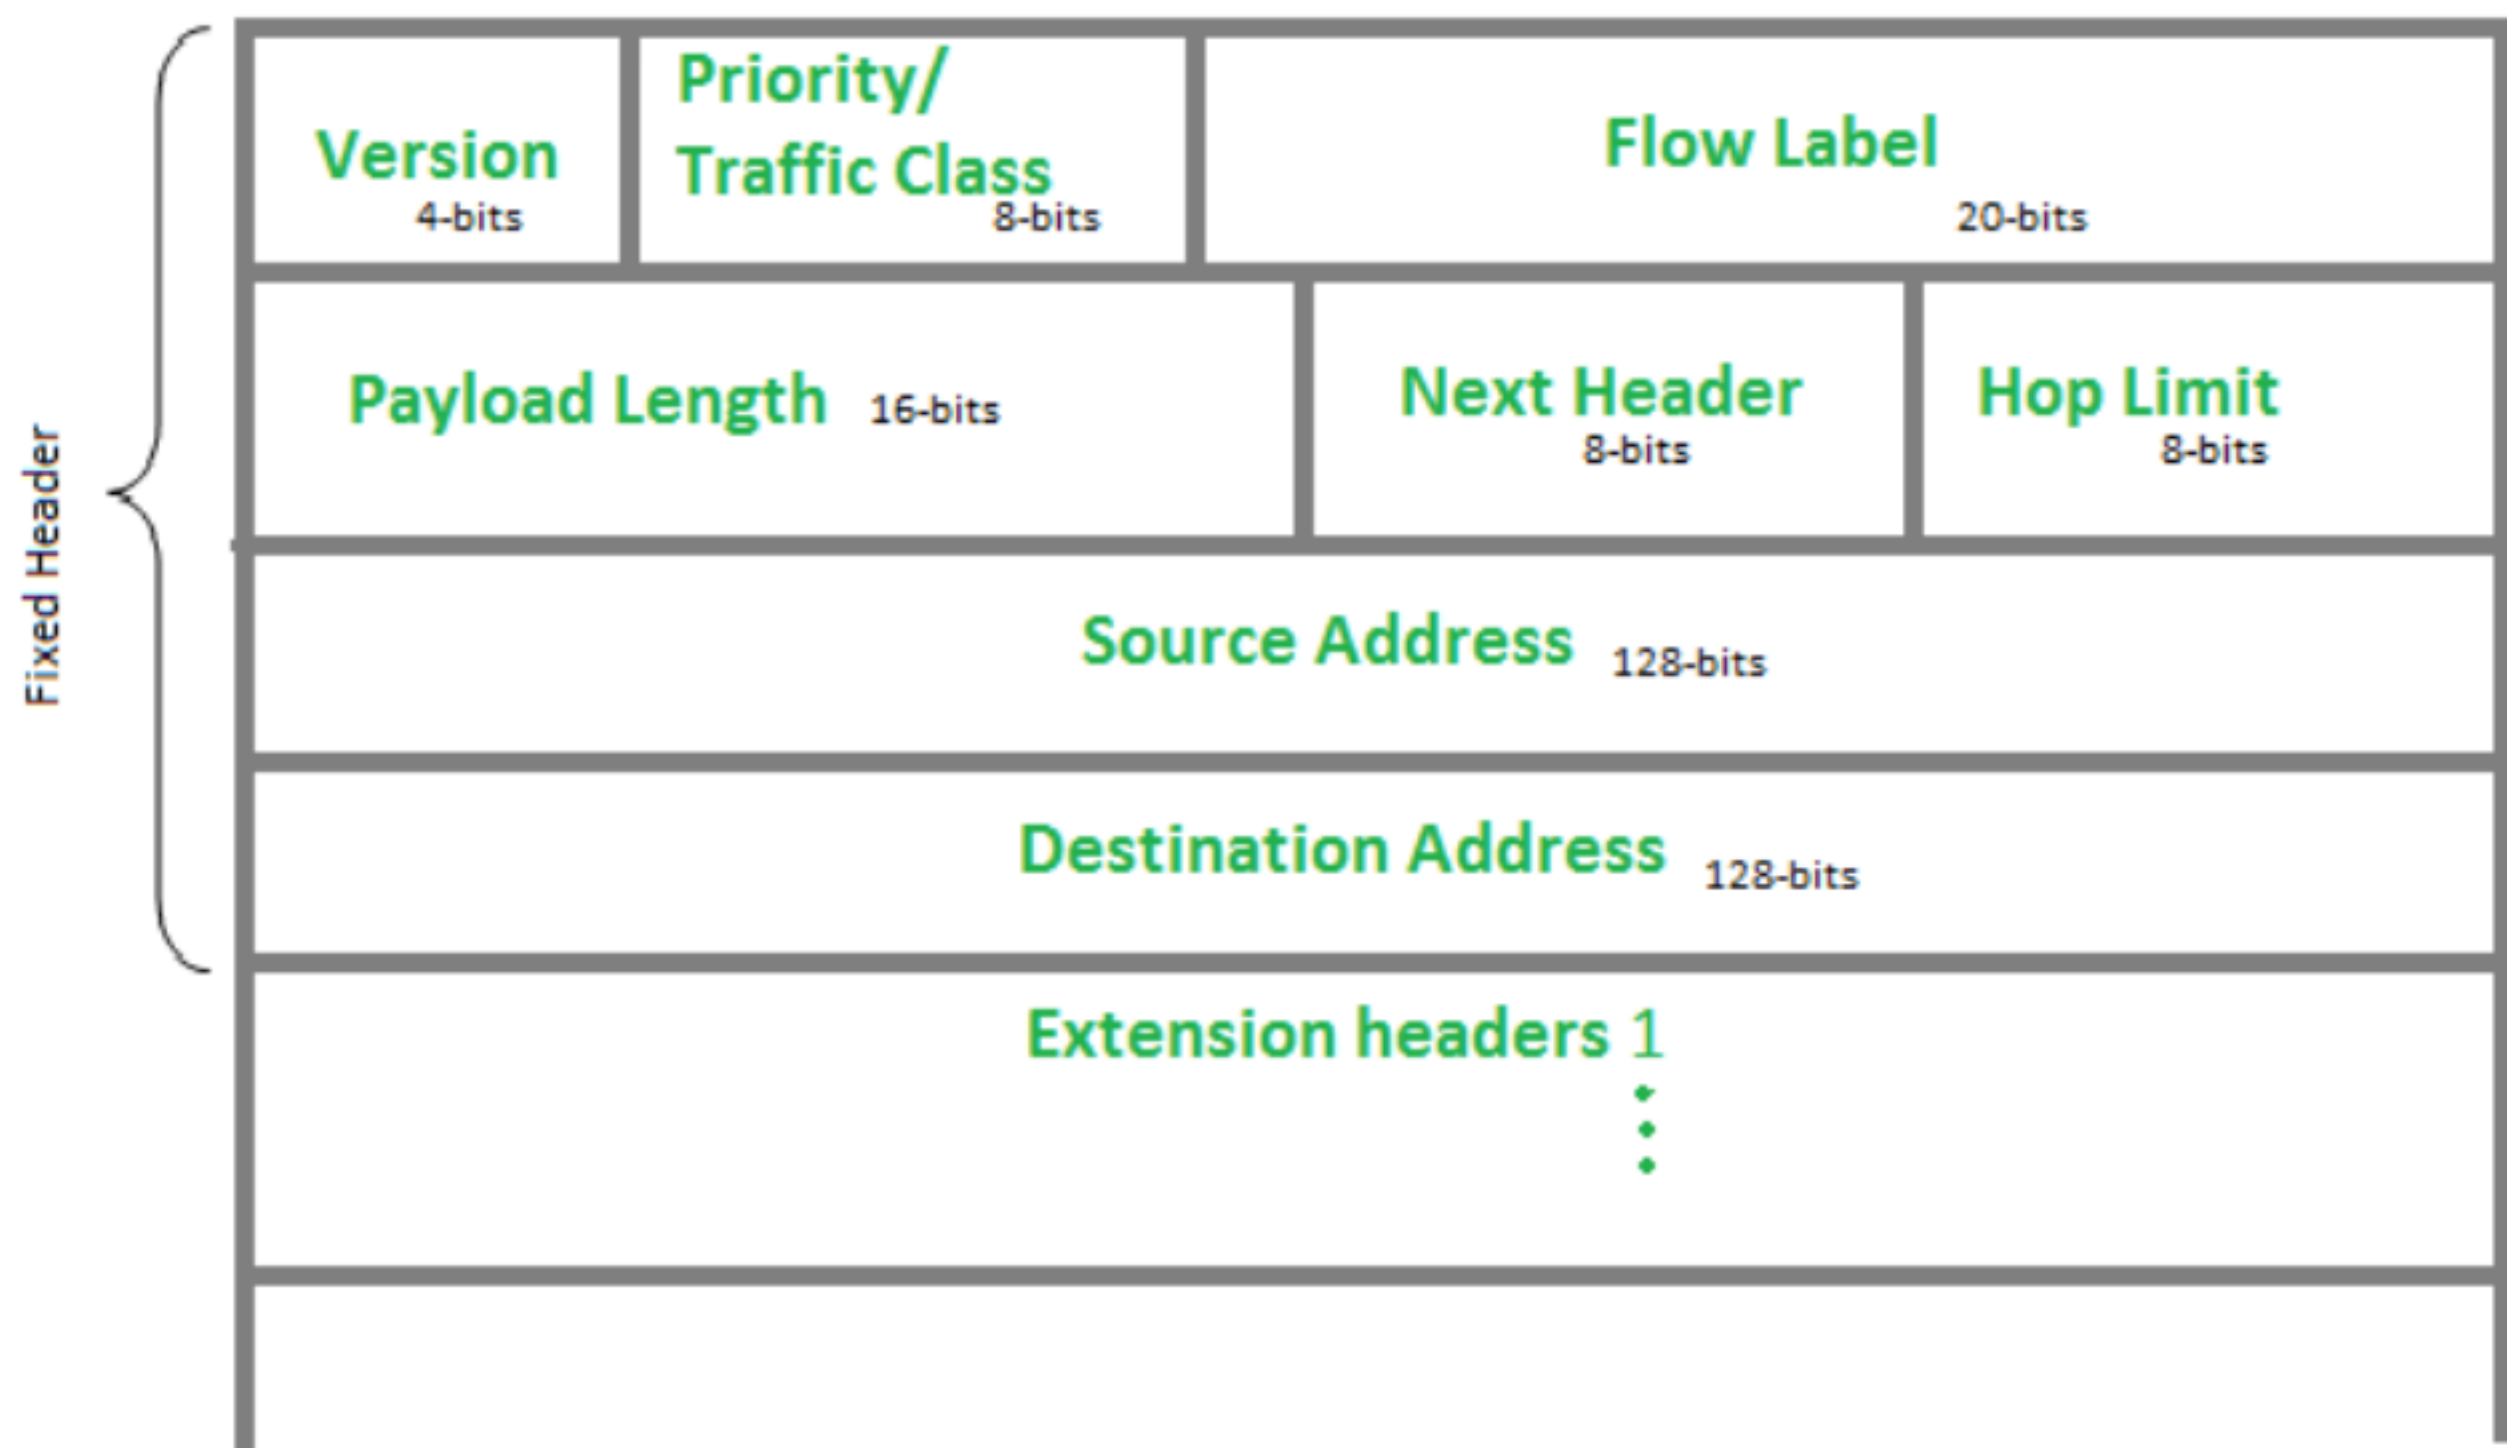 Fixed Header
Priority/
Version
Traffic Class
Flow Label
4-bits
8-bits
20-bits
Payload Length 16-bits
Next Header
Hop Limit
8-bits
8-bits
Source Address 128-bits
Destination Address 128-bits
Extension headers 1